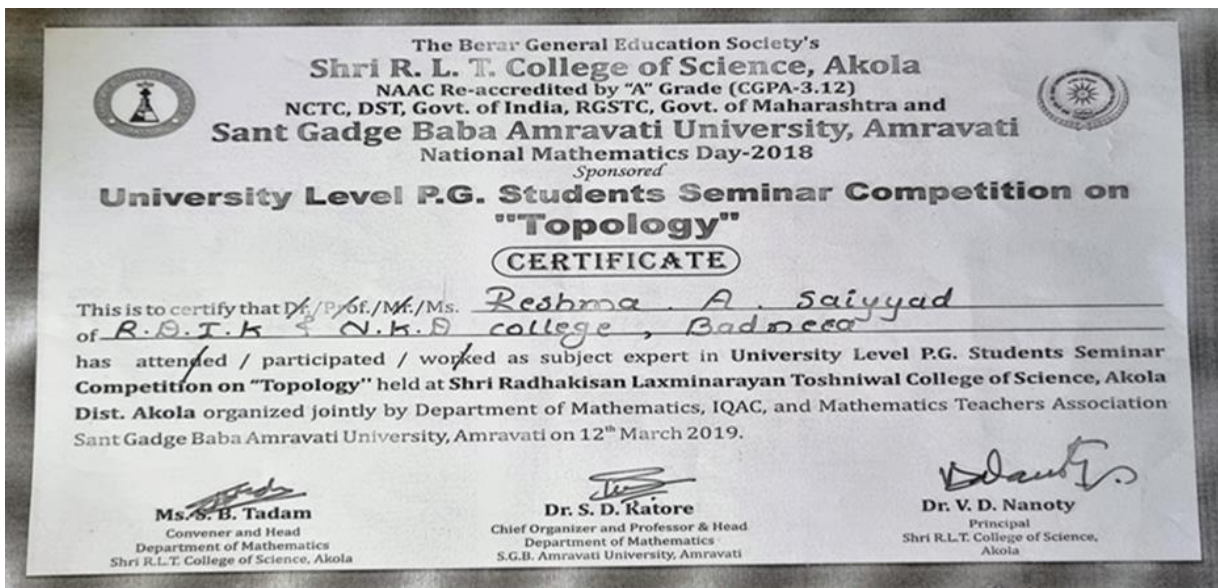 The Berar General Education Society's
Shri R. L. T. College of Science, Akola
NAAC Re-accredited by "A" Grade (CGPA-3.12)
NCTC, DST, Govt. of India, RGSTC, Govt. of Maharashtra and
Sant Gadge Baba Amravati University, Amravati
National Mathematics Day-2018
Sponsored
University Level P.G. Students Seminar Competition on
"Topology"
CERTIFICATE
This is to certify that Dr./Prof./Mr./Ms. Reshma A. Saiyyad
of R.D.I.K & N.K.D college, Badnera
has attended / participated / worked as subject expert in University Level P.G. Students Seminar
Competition on "Topology" held at Shri Radhakisan Laxminarayan Toshniwal College of Science, Akola
Dist. Akola organized jointly by Department of Mathematics, IQAC, and Mathematics Teachers Association
Sant Gadge Baba Amravati University, Amravati on 12th March 2019.
Ms. S. B. Tadam
Convener and Head
Department of Mathematics
Shri R.L.T. College of Science, Akola
Dr. S. D. Katore
Chief Organizer and Professor & Head
Department of Mathematics
S.G.B. Amravati University, Amravati
Dr. V. D. Nanoty
Principal
Shri R.L.T. College of Science,
Akola